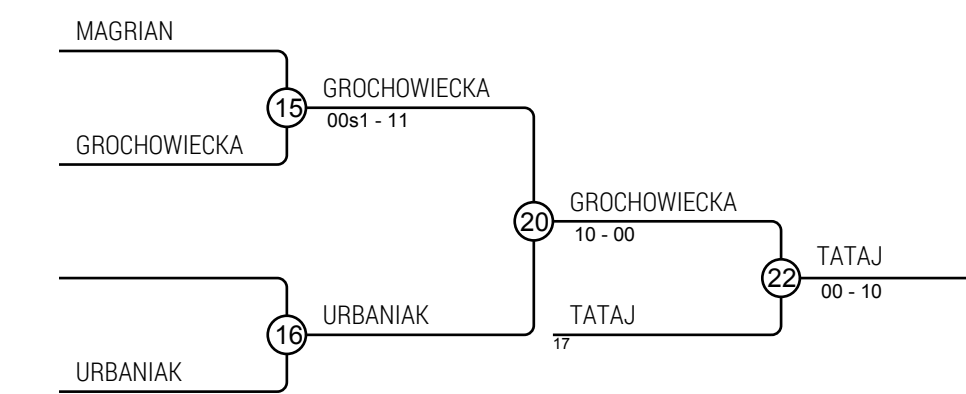 MAGRIAN
15
GROCHOWIECKA
00s1 - 11
GROCHOWIECKA
20
GROCHOWIECKA
10 - 00
22
TATAJ
00 - 10
16
URBANIAK
TATAJ
17
URBANIAK